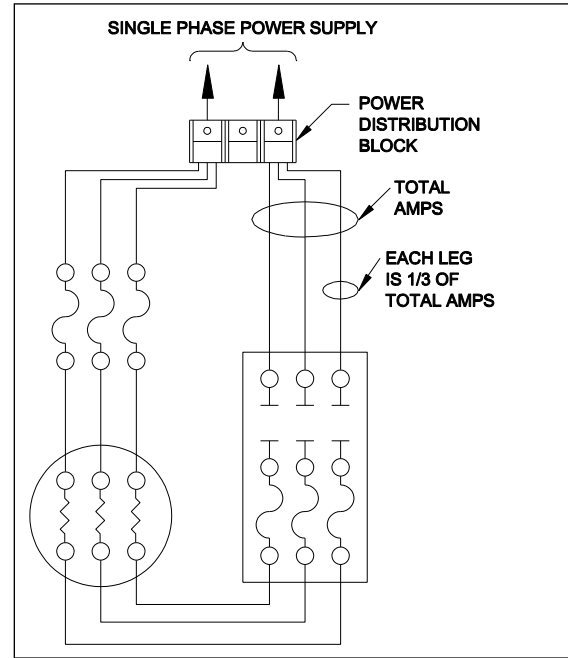 SINGLE PHASE POWER SUPPLY
POWER
DISTRIBUTION
BLOCK
TOTAL
AMPS
EACH LEG
IS 1/3 OF
TOTAL AMPS